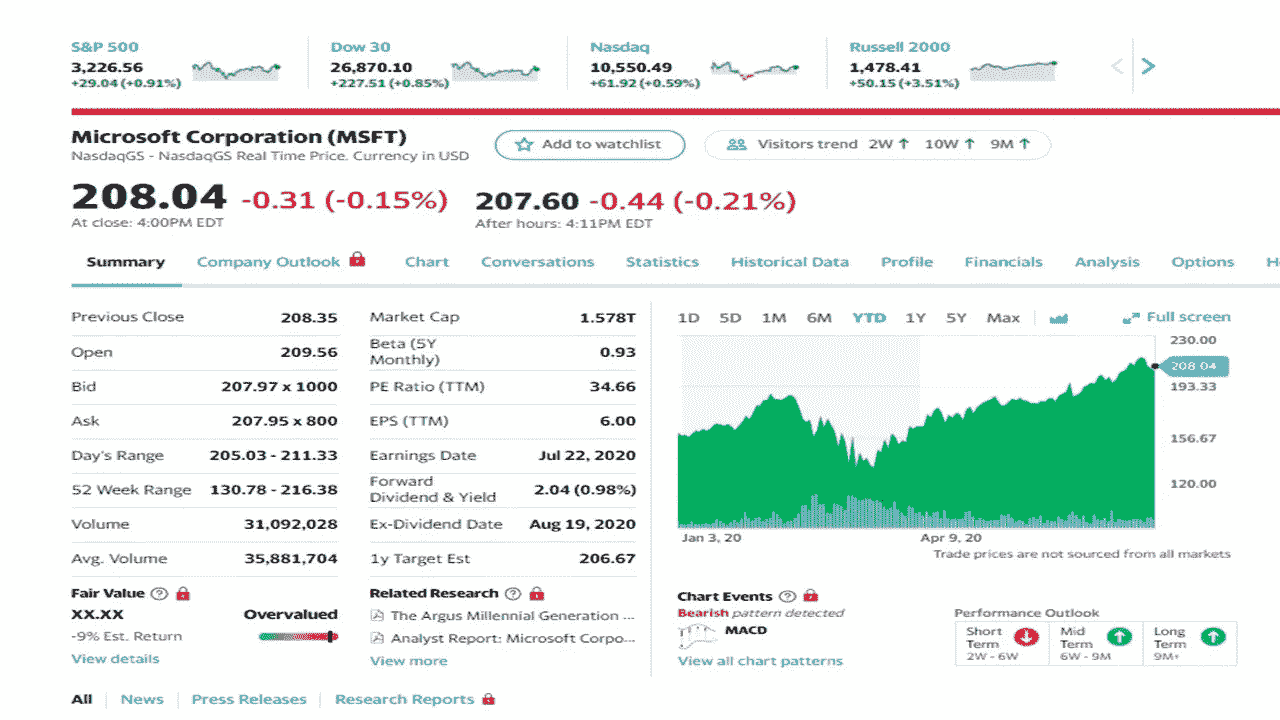 S&P 500
3,226.56
+29.04 (+0.91%)
Dow 30
26,870.10
+227.51 (+0.85%)
Nasdaq
10,550.49
+61.92 (+0.59%)
Russell 2000
1,478.41
+50.15 (+3.51%)
Microsoft Corporation (MSFT)
NasdaqGS - NasdaqGS Real Time Price. Currency in USD
Add to watchlist
Visitors trend 2W ↑ 10W ↑ 9M ↑
208.04 -0.31 (-0.15%)
At close: 4:00PM EDT
207.60 -0.44 (-0.21%)
After hours: 4:11PM EDT
Summary Company Outlook Chart Conversations Statistics Historical Data Profile Financials Analysis Options H
Previous Close 208.35
Open 209.56
Bid 207.97 x 1000
Ask 207.95 x 800
Day's Range 205.03 - 211.33
52 Week Range 130.78 - 216.38
Volume 31,092,028
Avg. Volume 35,881,704
Market Cap 1.578T
Beta (5Y
Monthly) 0.93
PE Ratio (TTM) 34.66
EPS (TTM) 6.00
Earnings Date Jul 22, 2020
Forward
Dividend & Yield 2.04 (0.98%)
Ex-Dividend Date Aug 19, 2020
1y Target Est 206.67
1D 5D 1M 6M YTD 1Y 5Y Max Full screen
230.00
208.04
193.33
156.67
120.00
Jan 3, 20 Apr 9, 20
Trade prices are not sourced from all markets
Fair Value
XX.XX Overvalued
-9% Est. Return
View details
Related Research
The Argus Millennial Generation ...
Analyst Report: Microsoft Corpo...
View more
Chart Events
Bearish pattern detected
MACD
View all chart patterns
Performance Outlook
Short
Term
2W - 6W
Mid
Term
6W - 9M
Long
Term
9M+
All News Press Releases Research Reports